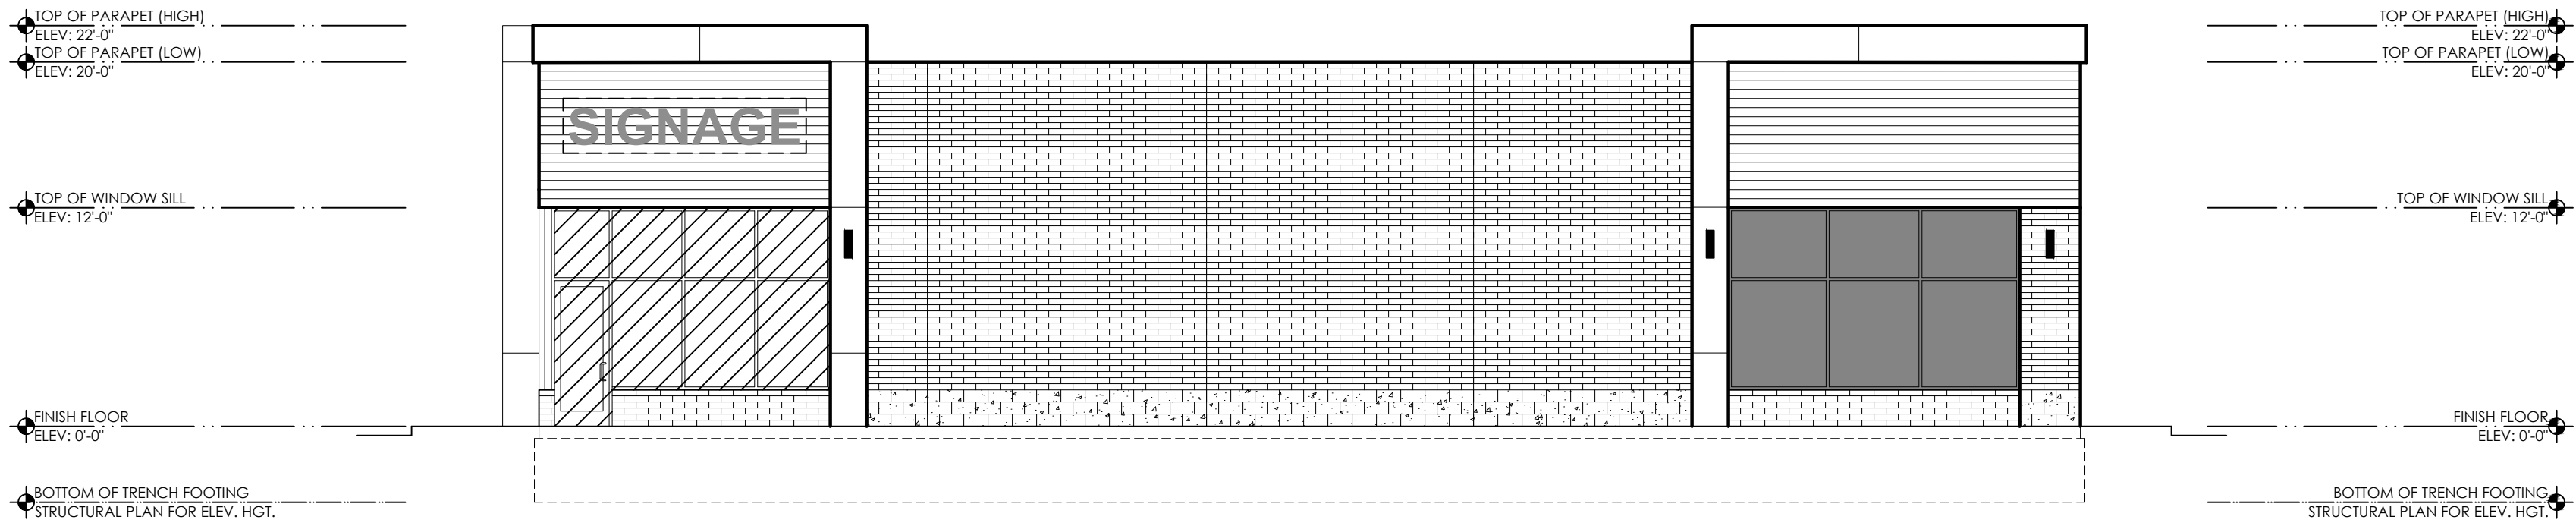 TOP OF PARAPET (HIGH)
ELEV: 22'-0"
TOP OF PARAPET (LOW)
ELEV: 20'-0"
TOP OF WINDOW SILL
ELEV: 12'-0"
FINISH FLOOR
ELEV: 0'-0"
BOTTOM OF TRENCH FOOTING
STRUCTURAL PLAN FOR ELEV. HGT.
SIGNAGE
TOP OF PARAPET (HIGH)
ELEV: 22'-0"
TOP OF PARAPET (LOW)
ELEV: 20'-0"
TOP OF WINDOW SILL
ELEV: 12'-0"
FINISH FLOOR
ELEV: 0'-0"
BOTTOM OF TRENCH FOOTING
STRUCTURAL PLAN FOR ELEV. HGT.